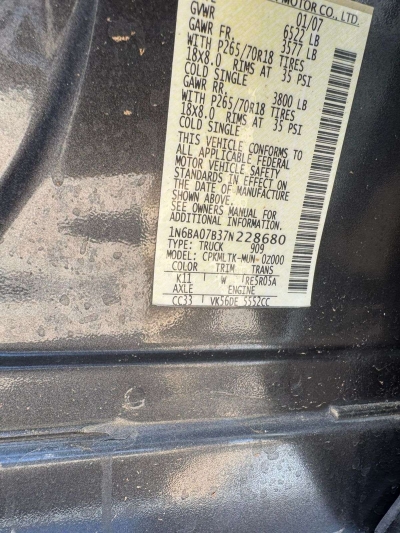 MOTOR CO., LTD.
01/07
GVWR 6522 LB
GAWR FR. 3577 LB
WITH P265/70R18 TIRES
18x8.0 RIMS AT 35 PSI
COLD SINGLE
GAWR RR. 3800 LB
WITH P265/70R18 TIRES
18x8.0 RIMS AT 35 PSI
COLD SINGLE
THIS VEHICLE CONFORMS TO
ALL APPLICABLE FEDERAL
MOTOR VEHICLE SAFETY
STANDARDS IN EFFECT ON
THE DATE OF MANUFACTURE
SHOWN ABOVE.
SEE OWNERS MANUAL FOR
ADDITIONAL INFORMATION.
1N6BA07B37N228680
TYPE: TRUCK 909
MODEL: CPKMLTK-MUN-02000
COLOR TRIM TRANS
K11 W RE5R05A
AXLE ENGINE
CC33 VK56DE 5552CC